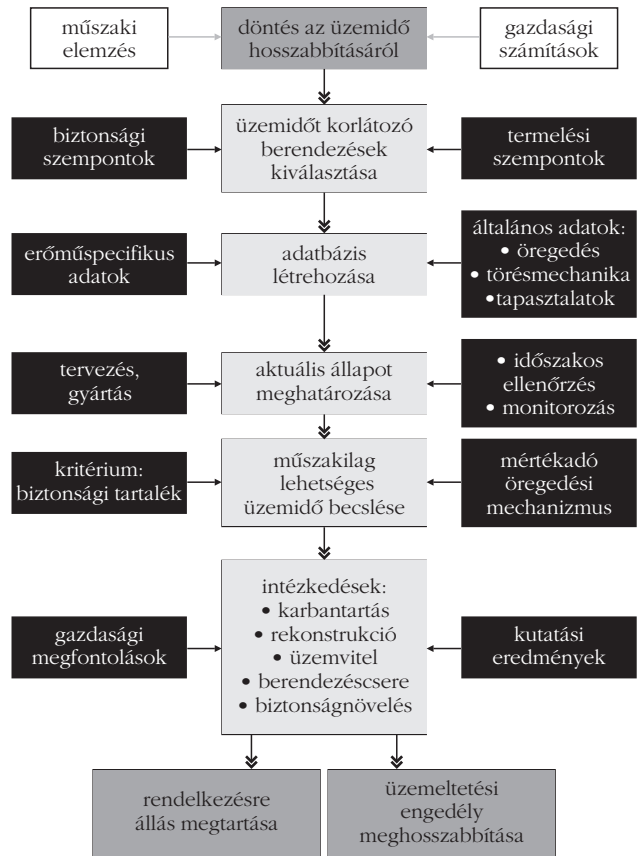 műszaki
elemzés
döntés az üzemidő
hosszabbításáról
gazdasági
számítások
biztonsági
szempontok
üzemidőt korlátozó
berendezések
kiválasztása
termelési
szempontok
erőműspecifikus
adatok
adatbázis
létrehozása
általános adatok:
• öregedés
• törésmechanika
•tapasztalatok
tervezés,
gyártás
aktuális állapot
meghatározása
• időszakos
ellenőrzés
• monitorozás
kritérium:
biztonsági tartalék
műszakilag
lehetséges
üzemidő becslése
mértékadó
öregedési
mechanizmus
gazdasági
megfontolások
intézkedések:
• karbantartás
• rekonstrukció
• üzemvitel
• berendezéscsere
• biztonságnövelés
kutatási
eredmények
rendelkezésre
állás megtartása
üzemeltetési
engedély
meghosszabbítása